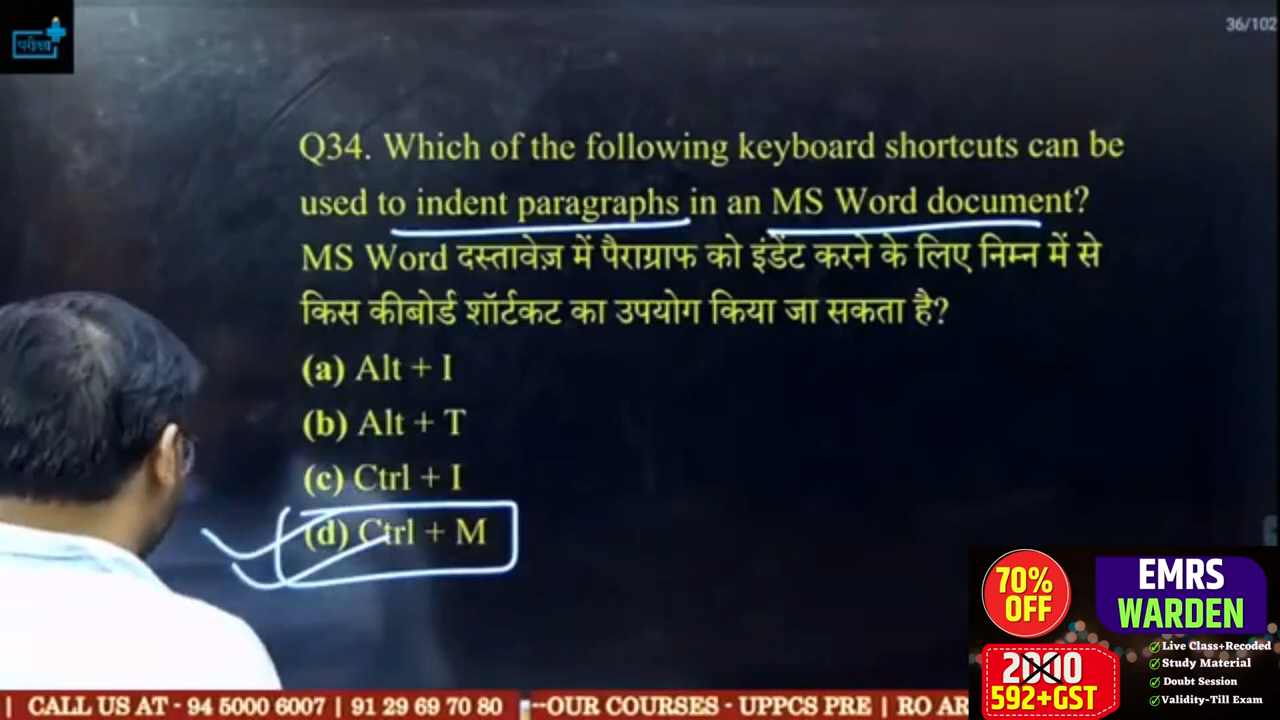 परीक्षा
36/102
Q34. Which of the following keyboard shortcuts can be
used to indent paragraphs in an MS Word document?
MS Word दस्तावेज़ में पैराग्राफ को इंडेंट करने के लिए निम्न में से
किस कीबोर्ड शॉर्टकट का उपयोग किया जा सकता है?
(a) Alt + I
(b) Alt + T
(c) Ctrl + I
(d) Ctrl + M
70%
OFF
EMRS
WARDEN
2000
592+GST
Live Class+Recoded
Study Material
Doubt Session
Validity-Till Exam
| CALL US AT - 94 5000 6007 | 91 29 69 70 80 --OUR COURSES - UPPCS PRE | RO AR